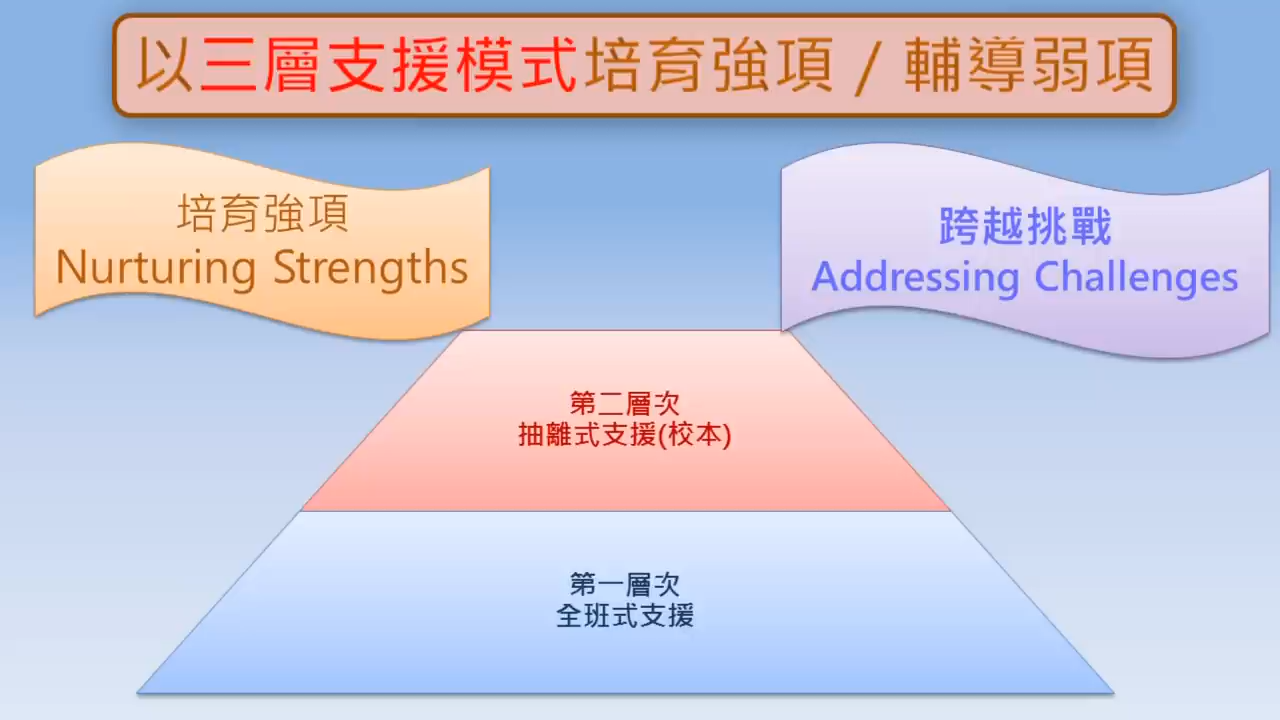 以三層支援模式培育強項 / 輔導弱項
培育強項
Nurturing Strengths
跨越挑戰
Addressing Challenges
第二層次
抽離式支援(校本)
第一層次
全班式支援